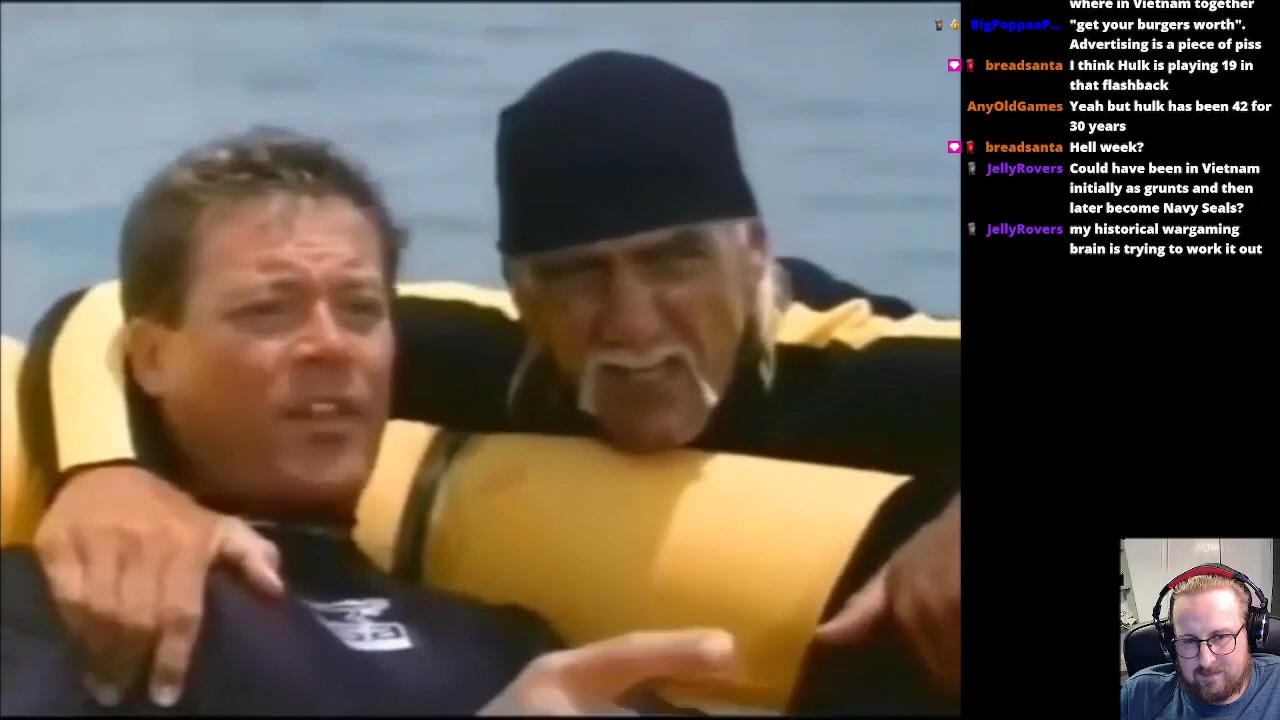 where in Vietnam together
BigPoppaaP... "get your burgers worth".
Advertising is a piece of piss
breadsanta I think Hulk is playing 19 in
that flashback
AnyOldGames Yeah but hulk has been 42 for
30 years
breadsanta Hell week?
JellyRovers Could have been in Vietnam
initially as grunts and then
later become Navy Seals?
JellyRovers my historical wargaming
brain is trying to work it out